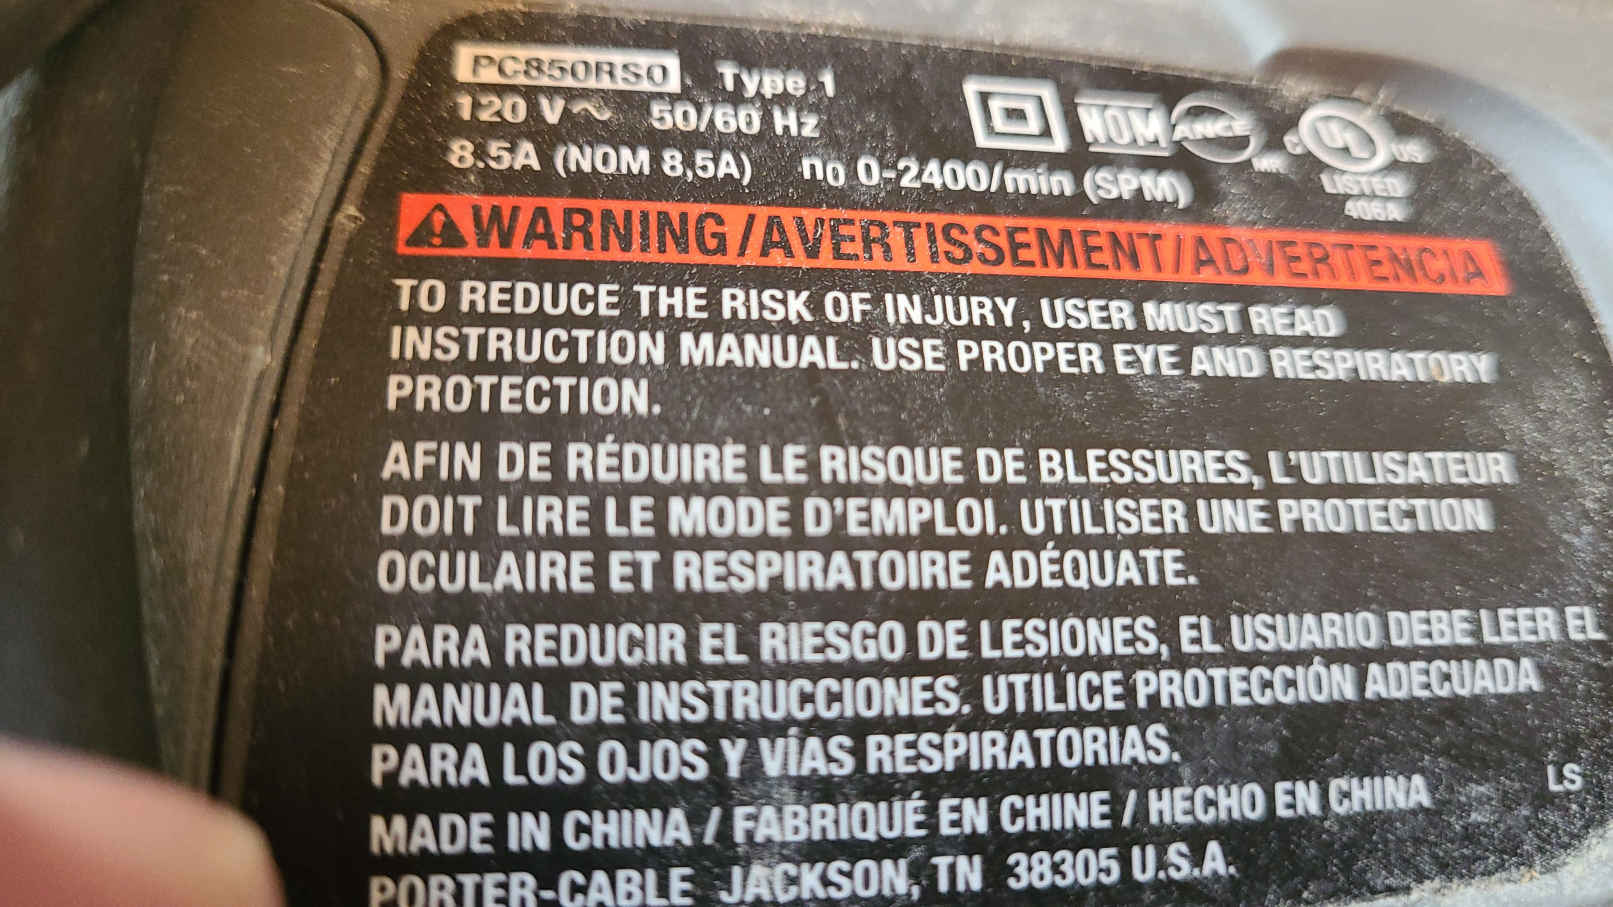 PC850RS0 Type 1
120 V~ 50/60 Hz
8.5A (NOM 8,5A) no 0-2400/min (SPM)
NOM ANCE MR C UL US
LISTED
406A
⚠WARNING/AVERTISSEMENT/ADVERTENCIA
TO REDUCE THE RISK OF INJURY, USER MUST READ
INSTRUCTION MANUAL. USE PROPER EYE AND RESPIRATORY
PROTECTION.
AFIN DE RÉDUIRE LE RISQUE DE BLESSURES, L'UTILISATEUR
DOIT LIRE LE MODE D'EMPLOI. UTILISER UNE PROTECTION
OCULAIRE ET RESPIRATOIRE ADÉQUATE.
PARA REDUCIR EL RIESGO DE LESIONES, EL USUARIO DEBE LEER EL
MANUAL DE INSTRUCCIONES. UTILICE PROTECCIÓN ADECUADA
PARA LOS OJOS Y VÍAS RESPIRATORIAS.
MADE IN CHINA / FABRIQUÉ EN CHINE / HECHO EN CHINA LS
PORTER-CABLE JACKSON, TN 38305 U.S.A.